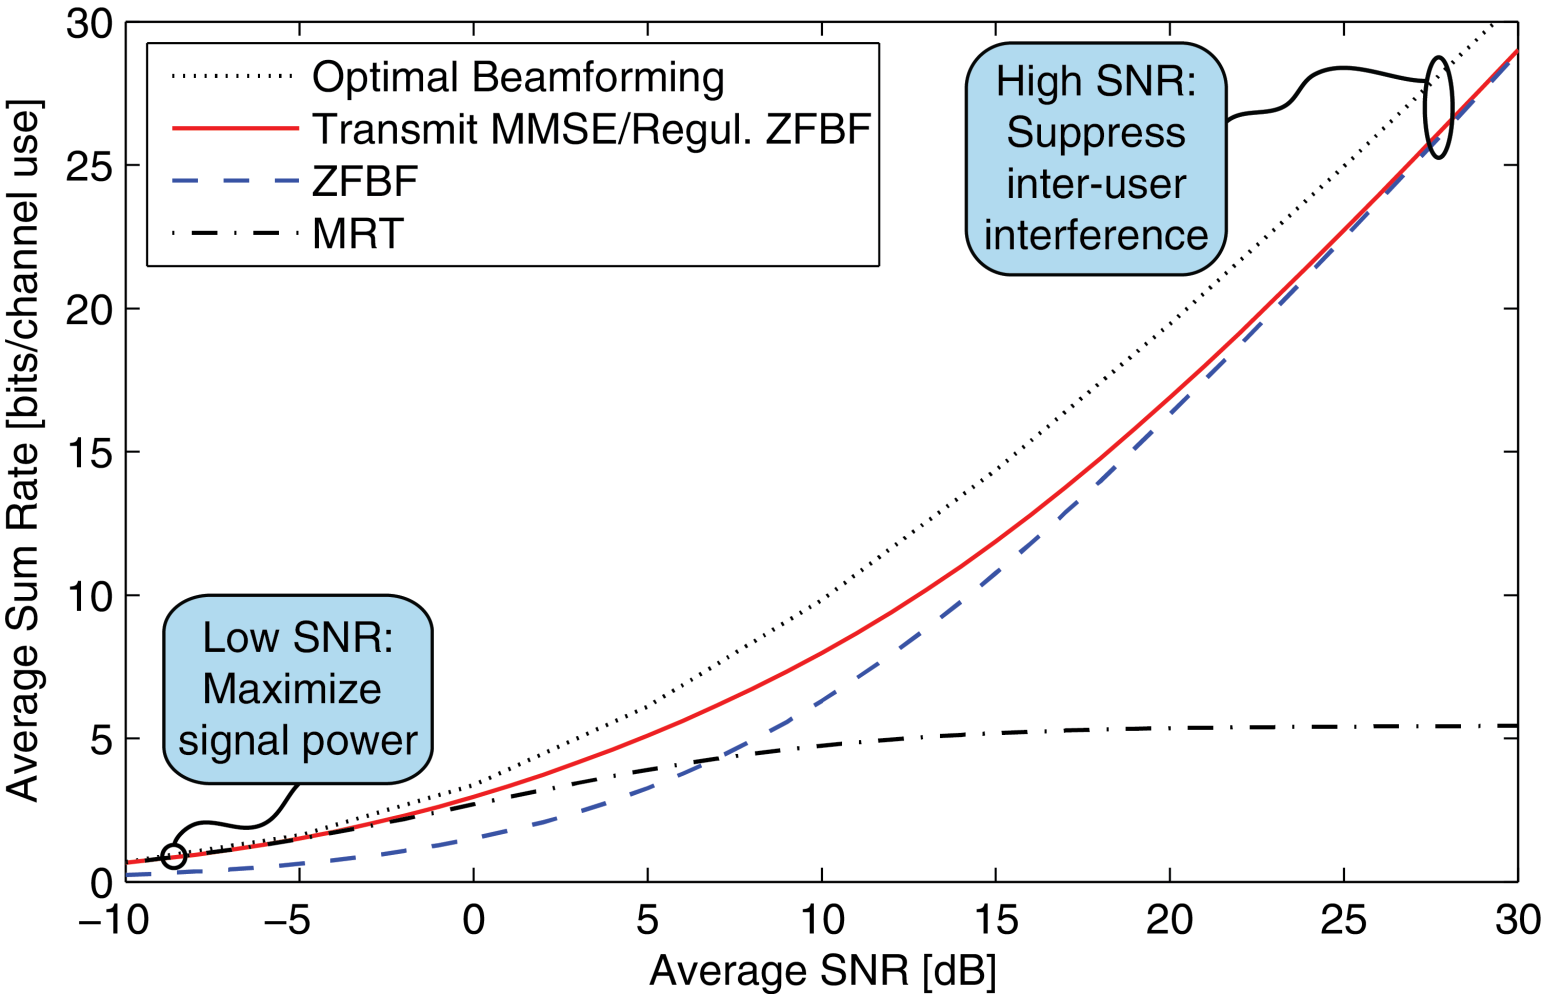 Average Sum Rate [bits/channel use]
30
25
20
15
10
5
0
Optimal Beamforming
Transmit MMSE/Regul. ZFBF
ZFBF
MRT
High SNR:
Suppress
inter-user
interference
Low SNR:
Maximize
signal power
−10 −5 0 5 10 15 20 25 30
Average SNR [dB]